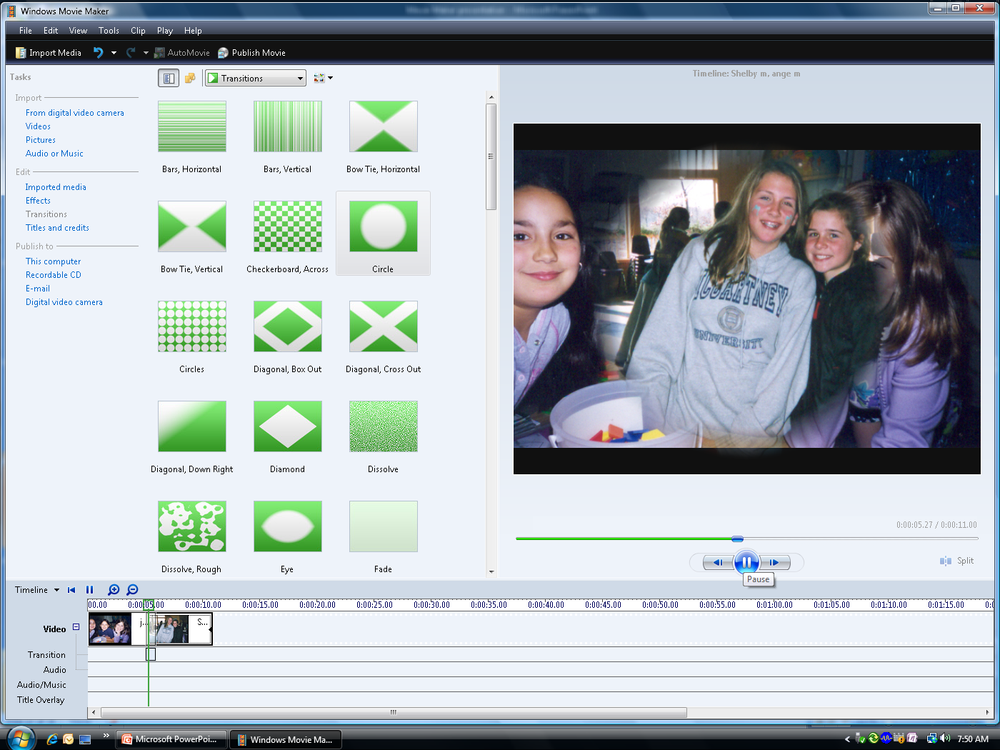 Windows Movie Maker
File Edit View Tools Clip Play Help
Import Media AutoMovie Publish Movie
Tasks
Import
From digital video camera
Videos
Pictures
Audio or Music
Edit
Imported media
Effects
Transitions
Titles and credits
Publish to
This computer
Recordable CD
E-mail
Digital video camera
Transitions
Bars, Horizontal
Bars, Vertical
Bow Tie, Horizontal
Bow Tie, Vertical
Checkerboard, Across
Circle
Circles
Diagonal, Box Out
Diagonal, Cross Out
Diagonal, Down Right
Diamond
Dissolve
Dissolve, Rough
Eye
Fade
Timeline: Shelby m, ange m
UNIVERSITY
0:00:05.27 / 0:00:11.00
Split
Pause
Timeline
00.00 0:00:05.00 0:00:10.00 0:00:15.00 0:00:20.00 0:00:25.00 0:00:30.00 0:00:35.00 0:00:40.00 0:00:45.00 0:00:50.00 0:00:55.00 0:01:00.00 0:01:05.00 0:01:10.00 0:01:15.00 0:0
Video
j... S...
Transition
Audio
Audio/Music
Title Overlay
Microsoft PowerPoi... Windows Movie Ma... 7:50 AM